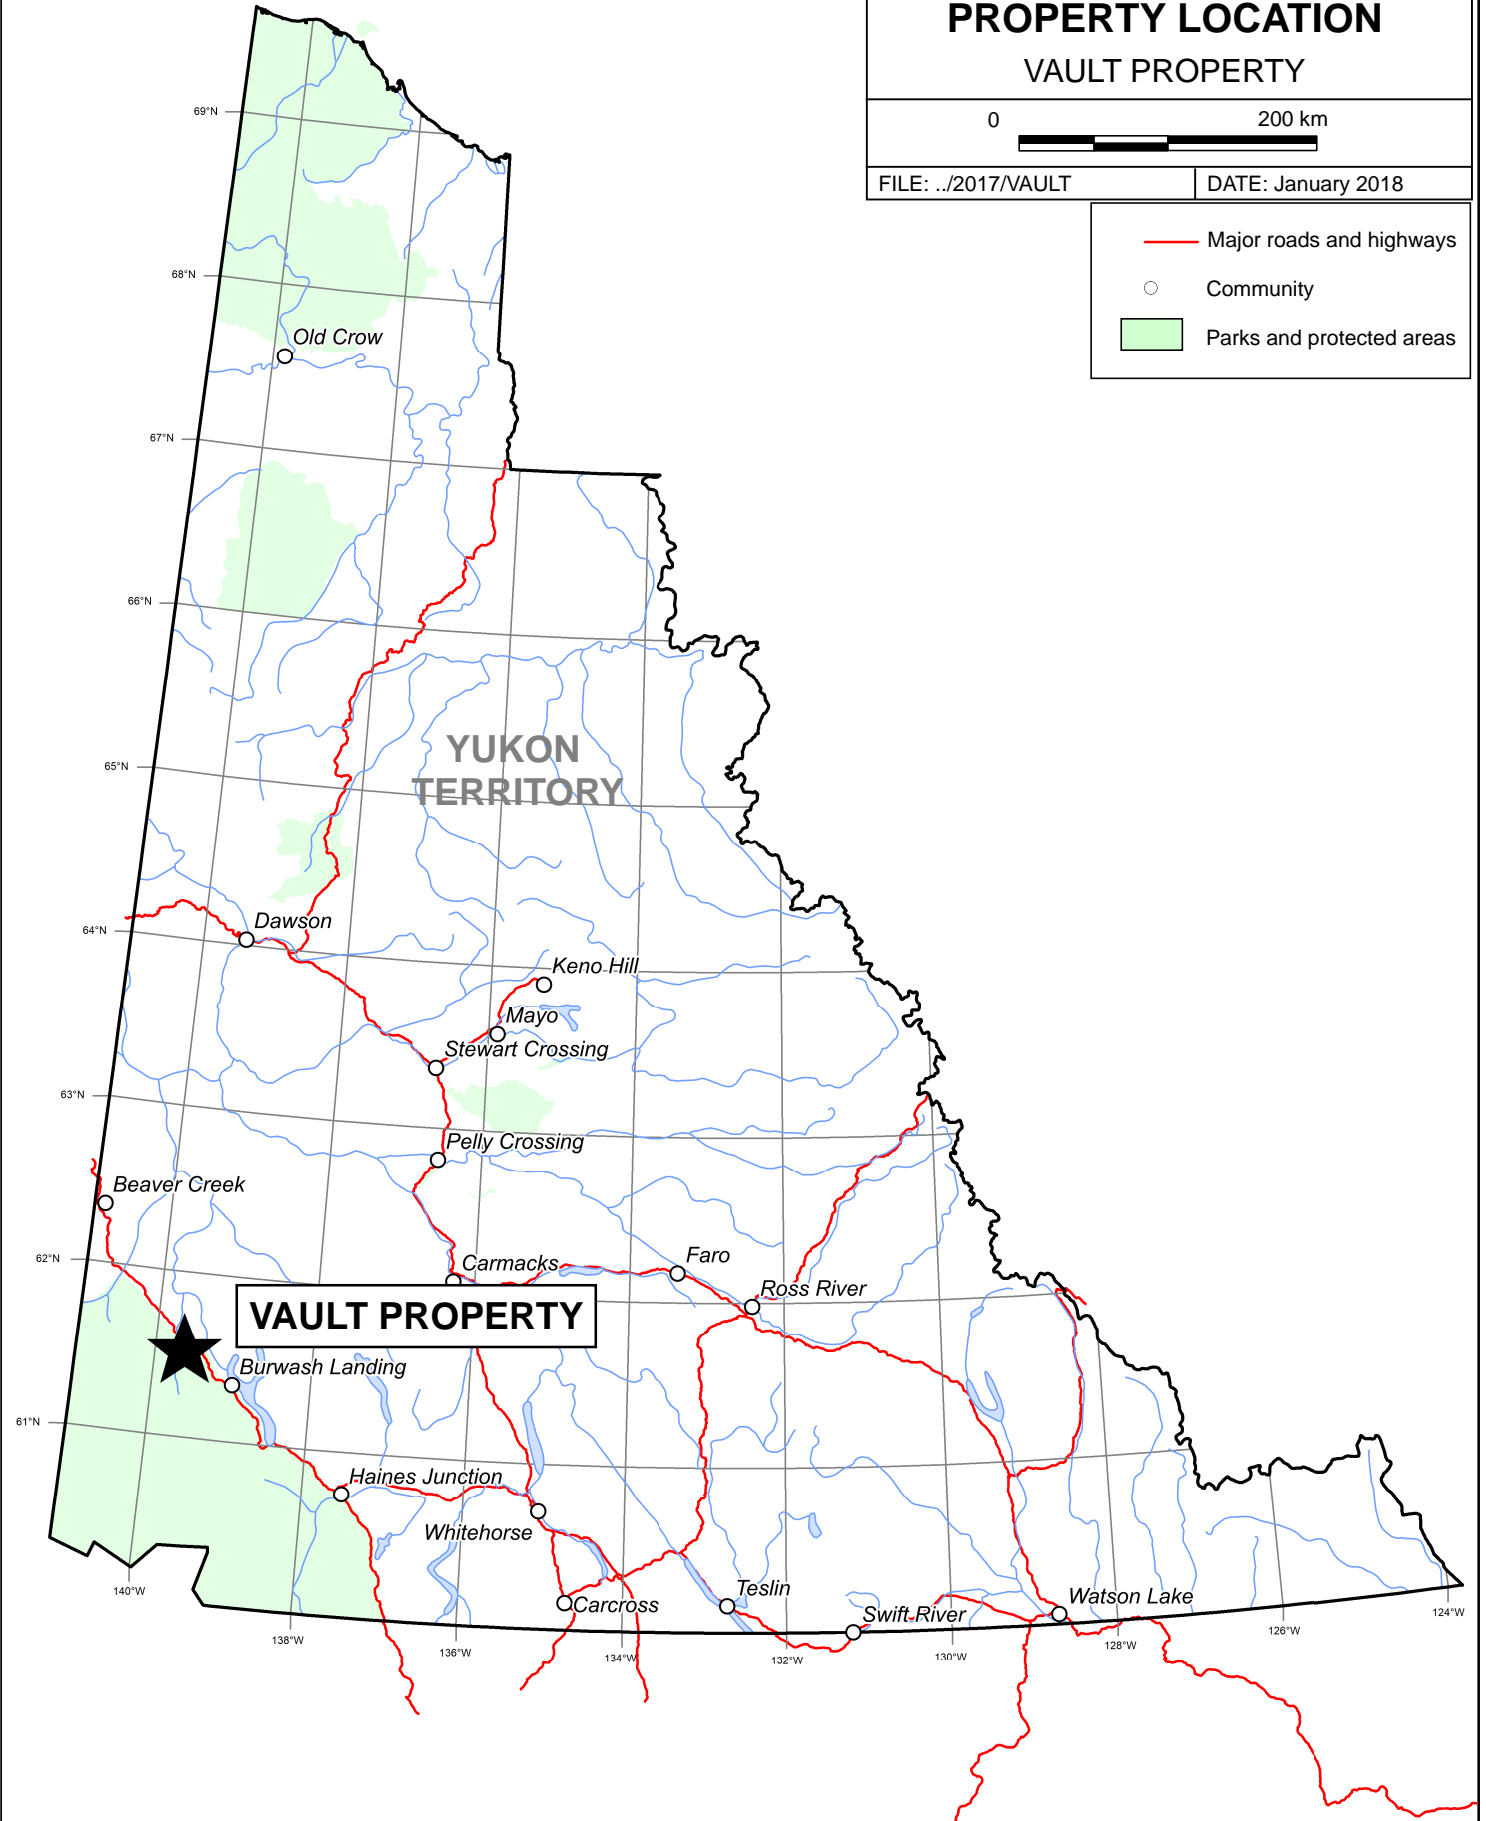 PROPERTY LOCATION
VAULT PROPERTY
0 200 km
FILE: ../2017/VAULT DATE: January 2018
Major roads and highways
Community
Parks and protected areas
69°N
68°N
Old Crow
67°N
66°N
YUKON
TERRITORY
65°N
Dawson
64°N
Keno Hill
Mayo
Stewart Crossing
63°N
Pelly Crossing
Beaver Creek
62°N
Carmacks
Faro
Ross River
VAULT PROPERTY
Burwash Landing
61°N
Haines Junction
Whitehorse
140°W
Teslin
Carcross
Watson Lake
Swift River
124°W
138°W
136°W
134°W
132°W
130°W
128°W
126°W